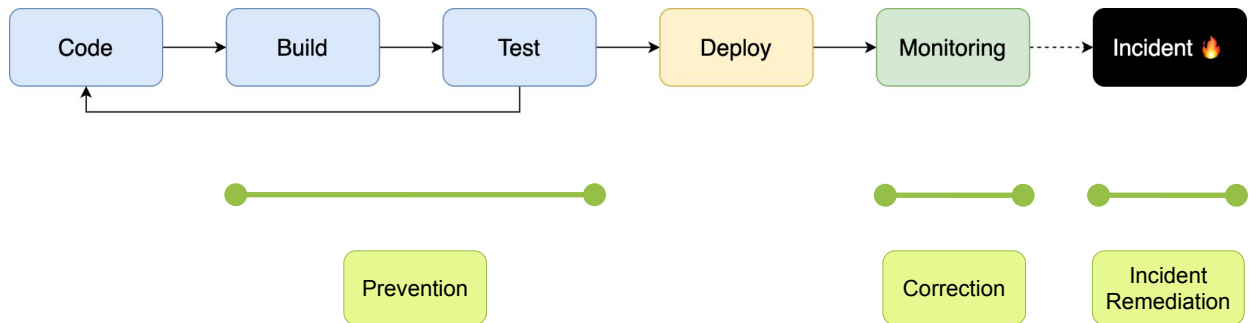 Code
Build
Test
Deploy
Monitoring
Incident 🔥
Prevention
Correction
Incident
Remediation